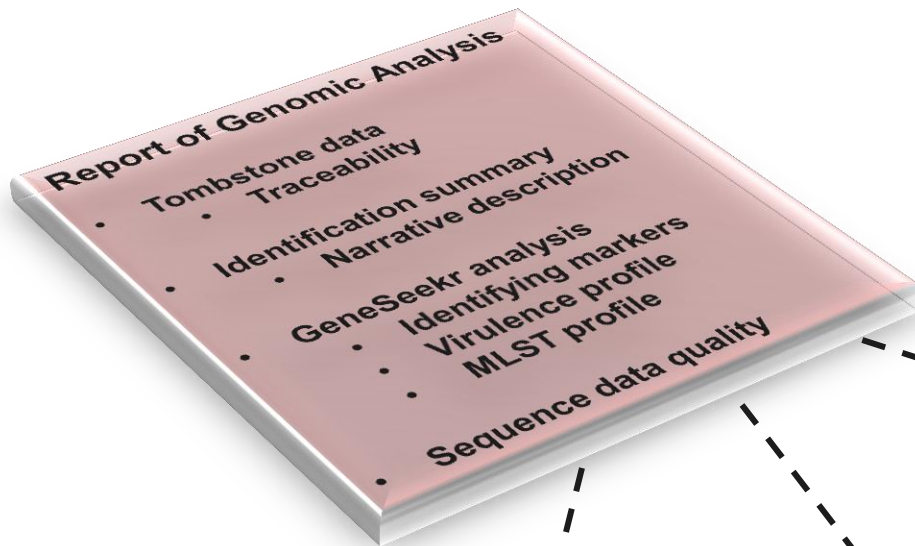 Report of Genomic Analysis
• Tombstone data
• Traceability
• Identification summary
• Narrative description
• GeneSeekr analysis
• Identifying markers
• Virulence profile
• MLST profile
• Sequence data quality